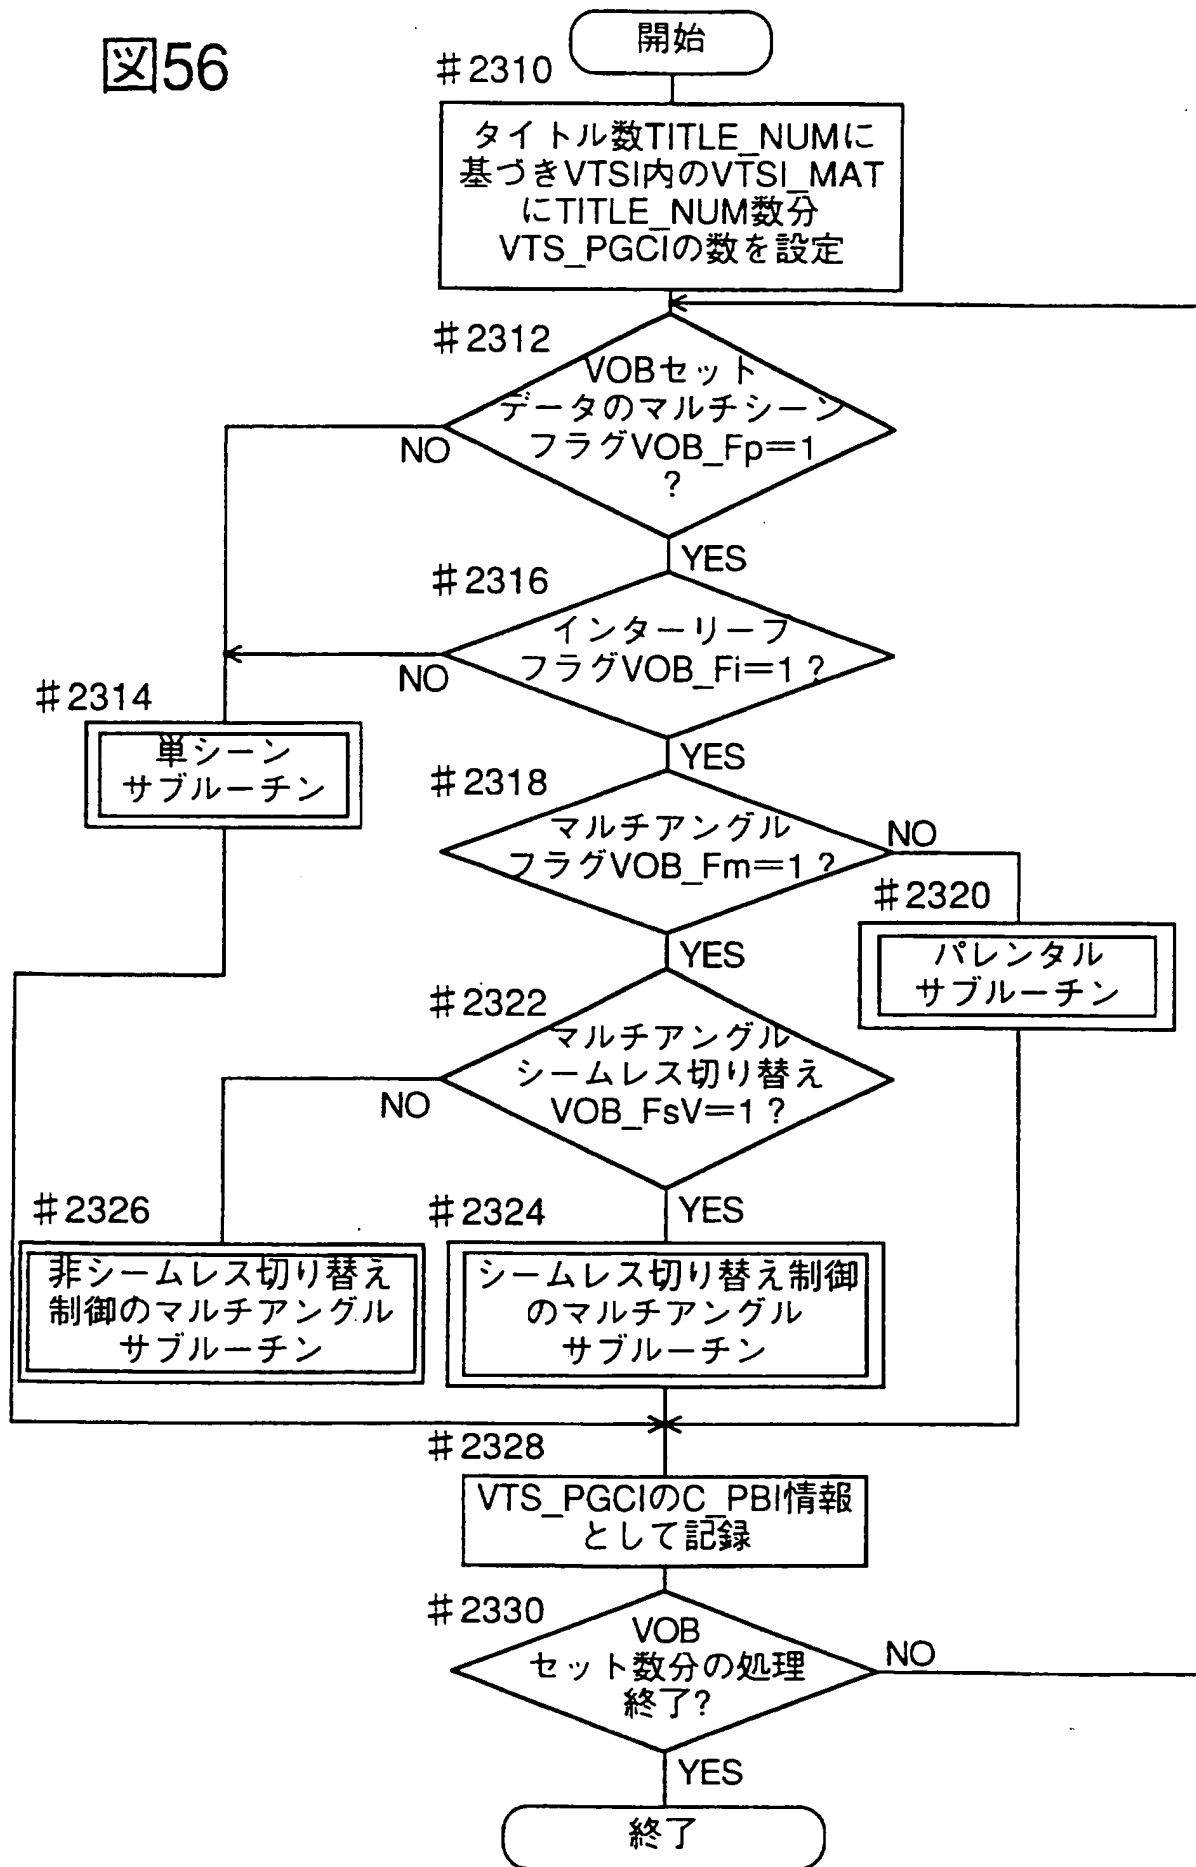 図56
開始
#2310
タイトル数TITLE_NUMに
基づきVTSI内のVTSI_MAT
にTITLE_NUM数分
VTS_PGCIの数を設定
#2312
VOBセット
データのマルチシーン
フラグVOB_Fp=1
?
NO
YES
#2316
インターリーフ
フラグVOB_Fi=1?
NO
YES
#2314
単シーン
サブルーチン
#2318
マルチアングル
フラグVOB_Fm=1?
NO
YES
#2320
パレンタル
サブルーチン
#2322
マルチアングル
シームレス切り替え
VOB_FsV=1?
NO
YES
#2326
非シームレス切り替え
制御のマルチアングル
サブルーチン
#2324
シームレス切り替え制御
のマルチアングル
サブルーチン
#2328
VTS_PGCIのC_PBI情報
として記録
#2330
VOB
セット数分の処理
終了?
NO
YES
終了